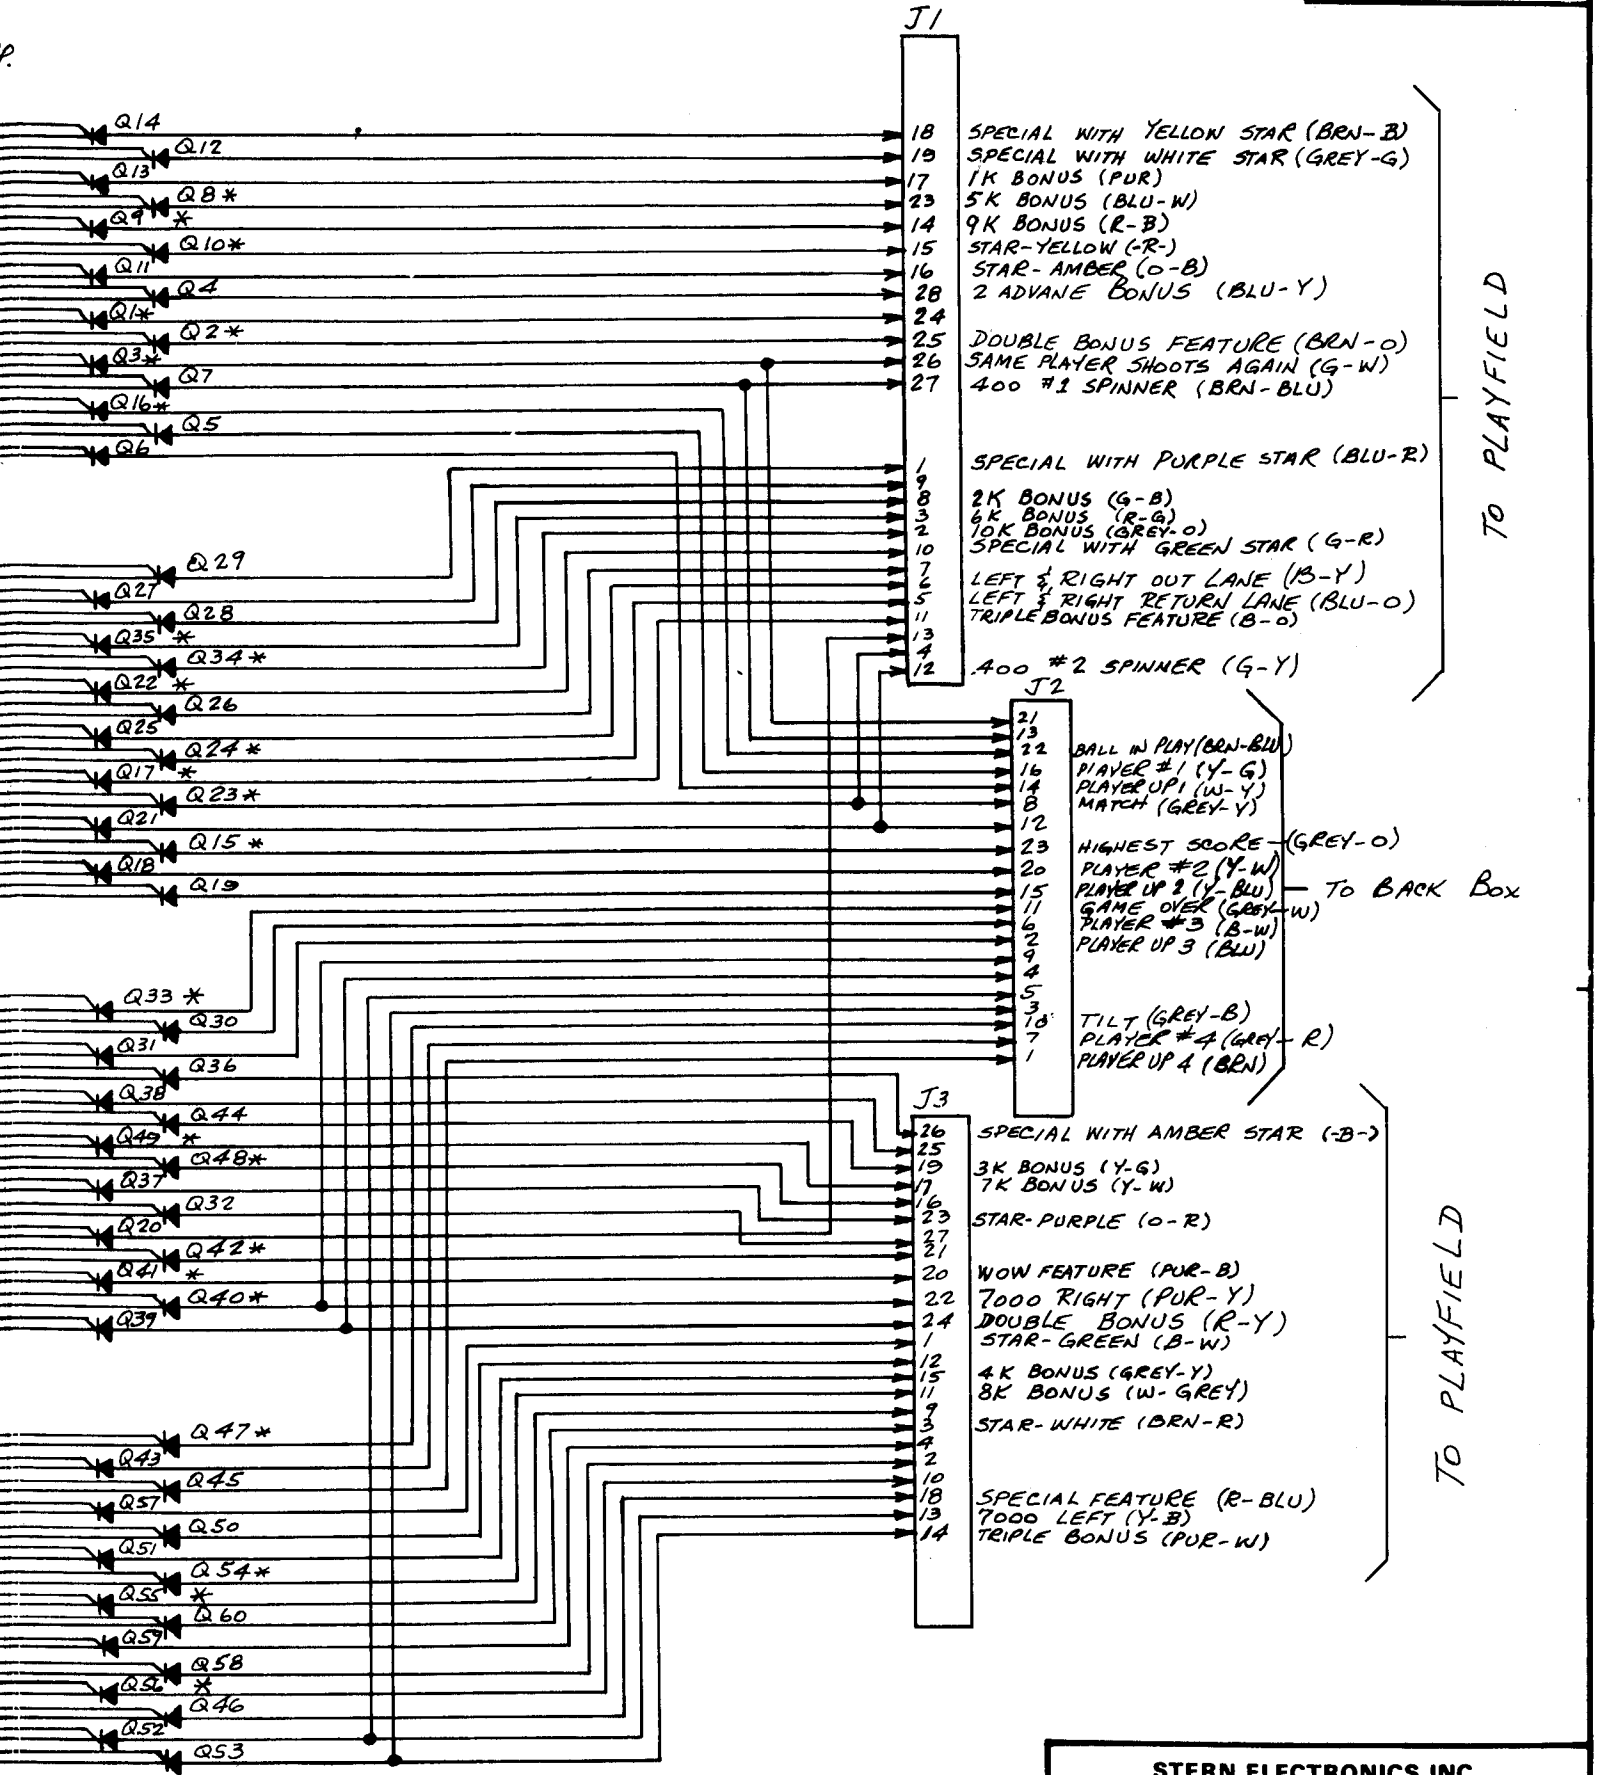 J1
Q14
18 SPECIAL WITH YELLOW STAR (BRN-B)
Q12
19 SPECIAL WITH WHITE STAR (GREY-G)
Q13
17 1K BONUS (PUR)
Q8*
23 5K BONUS (BLU-W)
Q9 *
14 9K BONUS (R-B)
Q10*
15 STAR-YELLOW (-R-)
Q11
16 STAR-AMBER (O-B)
Q4
28 2 ADVANE BONUS (BLU-Y)
Q1*
24
Q2*
25 DOUBLE BONUS FEATURE (BRN-O)
Q3*
26 SAME PLAYER SHOOTS AGAIN (G-W)
Q7
27 400 #1 SPINNER (BRN-BLU)
Q16*
Q5
Q6
1 SPECIAL WITH PURPLE STAR (BLU-R)
9
8 2K BONUS (G-B)
3 6K BONUS (R-G)
2 10K BONUS (GREY-O)
10 SPECIAL WITH GREEN STAR (G-R)
7
6 LEFT & RIGHT OUT LANE (B-Y)
5 LEFT & RIGHT RETURN LANE (BLU-O)
11 TRIPLE BONUS FEATURE (B-O)
13
4
12 400 #2 SPINNER (G-Y)
TO PLAYFIELD
Q29
Q27
Q28
Q35 *
Q34*
Q22 *
Q26
Q25
Q24*
Q17 *
Q23*
Q21
Q15 *
Q18
Q19
J2
21
13
22 BALL IN PLAY (BRN-BLU)
16 PLAYER #1 (Y-G)
14 PLAYER UP 1 (W-Y)
8 MATCH (GREY-Y)
12
23 HIGHEST SCORE (GREY-O)
20 PLAYER #2 (Y-W)
15 PLAYER UP 2 (Y-BLU)
11 GAME OVER (GREY-W)
6 PLAYER #3 (B-W)
2 PLAYER UP 3 (BLU)
9
4
5
3
10 TILT (GREY-B)
7 PLAYER #4 (GREY-R)
1 PLAYER UP 4 (BRN)
TO BACK BOX
Q33 *
Q30
Q31
Q36
Q38
Q44
Q49 *
Q48*
Q37
Q32
Q20
Q42*
Q41 *
Q40*
Q39
J3
26 SPECIAL WITH AMBER STAR (-B-)
25
19 3K BONUS (Y-G)
17 7K BONUS (Y-W)
16
23 STAR-PURPLE (O-R)
27
21
20 WOW FEATURE (PUR-B)
22 7000 RIGHT (PUR-Y)
24 DOUBLE BONUS (R-Y)
1 STAR-GREEN (B-W)
12
15 4K BONUS (GREY-Y)
11 8K BONUS (W-GREY)
9
3 STAR-WHITE (BRN-R)
4
2
10
18 SPECIAL FEATURE (R-BLU)
13 7000 LEFT (Y-B)
14 TRIPLE BONUS (PUR-W)
TO PLAYFIELD
Q47*
Q43
Q45
Q57
Q50
Q51
Q54*
Q55 *
Q60
Q59
Q58
Q56 *
Q46
Q52
Q53
STERN ELECTRONICS INC